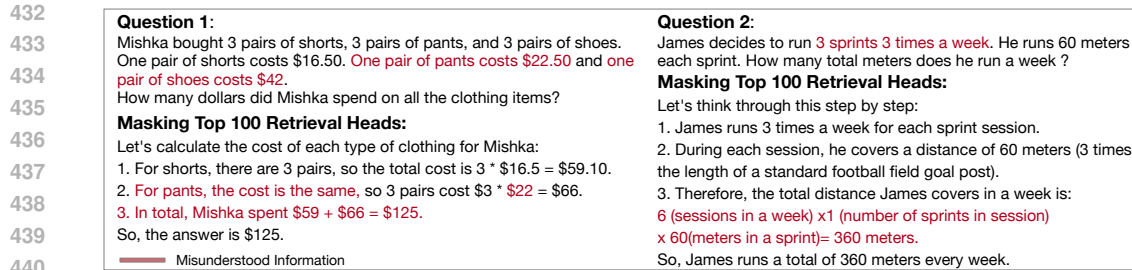 432
433
434
435
436
437
438
439
440
Question 1:
Mishka bought 3 pairs of shorts, 3 pairs of pants, and 3 pairs of shoes.
One pair of shorts costs $16.50. One pair of pants costs $22.50 and one
pair of shoes costs $42.
How many dollars did Mishka spend on all the clothing items?
Masking Top 100 Retrieval Heads:
Let's calculate the cost of each type of clothing for Mishka:
1. For shorts, there are 3 pairs, so the total cost is 3 * $16.5 = $59.10.
2. For pants, the cost is the same, so 3 pairs cost $3 * $22 = $66.
3. In total, Mishka spent $59 + $66 = $125.
So, the answer is $125.
Misunderstood Information
Question 2:
James decides to run 3 sprints 3 times a week. He runs 60 meters
each sprint. How many total meters does he run a week ?
Masking Top 100 Retrieval Heads:
Let's think through this step by step:
1. James runs 3 times a week for each sprint session.
2. During each session, he covers a distance of 60 meters (3 times
the length of a standard football field goal post).
3. Therefore, the total distance James covers in a week is:
6 (sessions in a week) x1 (number of sprints in session)
x 60(meters in a sprint)= 360 meters.
So, James runs a total of 360 meters every week.